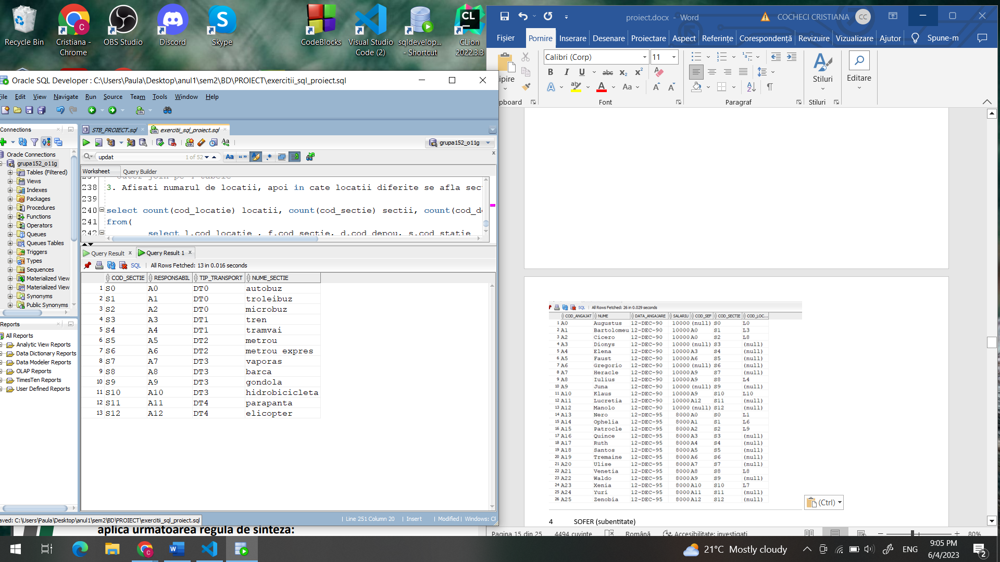 Recycle Bin
Cristiana - Chrome
OBS Studio
Discord
Skype
CodeBlocks
Visual Studio Code (2)
sqldevelop... - Shortcut
CLion 2022.3.3
proiect.docx - Word
COCHECI CRISTIANA
CC
Fișier Pornire Inserare Desenare Proiectare Aspect Referințe Corespondență Revizuire Vizualizare Ajutor Spune-m
Calibri (Corp) 11
Stiluri
Editare
Font
Paragraf
Stiluri
Oracle SQL Developer : C:\Users\Paula\Desktop\anul1\sem2\BD\PROIECT\exercitii_sql_proiect.sql
Edit View Navigate Run Source Team Tools Window Help
Connections
STB_PROIECT.sql
exercitii_sql_proiect.sql
grupa152_o11g
updat
1 of 52
Worksheet
Query Builder
Oracle Connections
grupa152_o11g
Tables (Filtered)
Views
Indexes
Packages
Procedures
Functions
Operators
Queues
Queues Tables
Triggers
Types
Sequences
Materialized View
Materialized View
Synonyms
Public Synonyms
238 3. Afisati numarul de locatii, apoi in cate locatii diferite se afla sec
239
240 select count(cod_locatie) locatii, count(cod_sectie) sectii, count(cod_d
241 from(
242 select l.cod_locatie , f.cod_sectie, d.cod_depou, s.cod_statie
Query Result
Query Result 1
SQL
All Rows Fetched: 13 in 0.016 seconds
COD_SECTIE RESPONSABIL TIP_TRANSPORT NUME_SECTIE
1 S0 A0 DT0 autobuz
2 S1 A1 DT0 troleibuz
3 S2 A2 DT0 microbuz
4 S3 A3 DT1 tren
5 S4 A4 DT1 tramvai
6 S5 A5 DT2 metrou
7 S6 A6 DT2 metrou expres
8 S7 A7 DT3 vaporas
9 S8 A8 DT3 barca
10 S9 A9 DT3 gondola
11 S10 A10 DT3 hidrobicicleta
12 S11 A11 DT4 parapanta
13 S12 A12 DT4 elicopter
Reports
All Reports
Analytic View Reports
Data Dictionary Reports
Data Modeler Reports
OLAP Reports
TimesTen Reports
User Defined Reports
SQL All Rows Fetched: 26 in 0.029 seconds
COD_ANGAJAT NUME DATA_ANGAJARE SALARIU COD_SEF COD_SECTIE COD_LOC...
1 A0 Augustus 12-DEC-90 10000 (null) S0 L0
2 A1 Bartolomeu 12-DEC-90 10000 A0 S1 L3
3 A2 Cicero 12-DEC-90 10000 A0 S2 L8
4 A3 Dionys 12-DEC-90 10000 (null) S3 (null)
5 A4 Elena 12-DEC-90 10000 A3 S4 (null)
6 A5 Faust 12-DEC-90 10000 A6 S5 (null)
7 A6 Gregorio 12-DEC-90 10000 (null) S6 (null)
8 A7 Heracle 12-DEC-90 10000 A9 S7 (null)
9 A8 Iulius 12-DEC-90 10000 A9 S8 L4
10 A9 Juna 12-DEC-90 10000 (null) S9 (null)
11 A10 Klaus 12-DEC-90 10000 A9 S10 L10
12 A11 Lucretia 12-DEC-90 10000 A12 S11 (null)
13 A12 Manolo 12-DEC-90 10000 (null) S12 (null)
14 A13 Nero 12-DEC-95 8000 A0 S0 L1
15 A14 Ophelia 12-DEC-95 8000 A1 S1 L6
16 A15 Patrocle 12-DEC-95 8000 A2 S2 L9
17 A16 Quince 12-DEC-95 8000 A3 S3 (null)
18 A17 Ruth 12-DEC-95 8000 A4 S4 (null)
19 A18 Santos 12-DEC-95 8000 A5 S5 (null)
20 A19 Tremaine 12-DEC-95 8000 A6 S6 (null)
21 A20 Ulise 12-DEC-95 8000 A7 S7 (null)
22 A21 Venetia 12-DEC-95 8000 A8 S8 L8
23 A22 Waldo 12-DEC-95 8000 A9 S9 (null)
24 A23 Xenia 12-DEC-95 8000 A10 S10 L7
25 A24 Yuri 12-DEC-95 8000 A11 S11 (null)
26 A25 Zenobia 12-DEC-95 8000 A12 S12 (null)
(Ctrl)
4 SOFER (subentitate)
aved: C:\Users\Paula\Desktop\anul1\sem2\BD\PROIECT\exercitii_sql_proiect.sql
Line 251 Column 20 | Insert | Modified | Windows: C
aplica urmatoarea regula de sinteza:
Pagina 15 din 25 4494 cuvinte Română Accesibilitate: investigați 80%
21°C Mostly cloudy
ENG
9:05 PM
6/4/2023
2